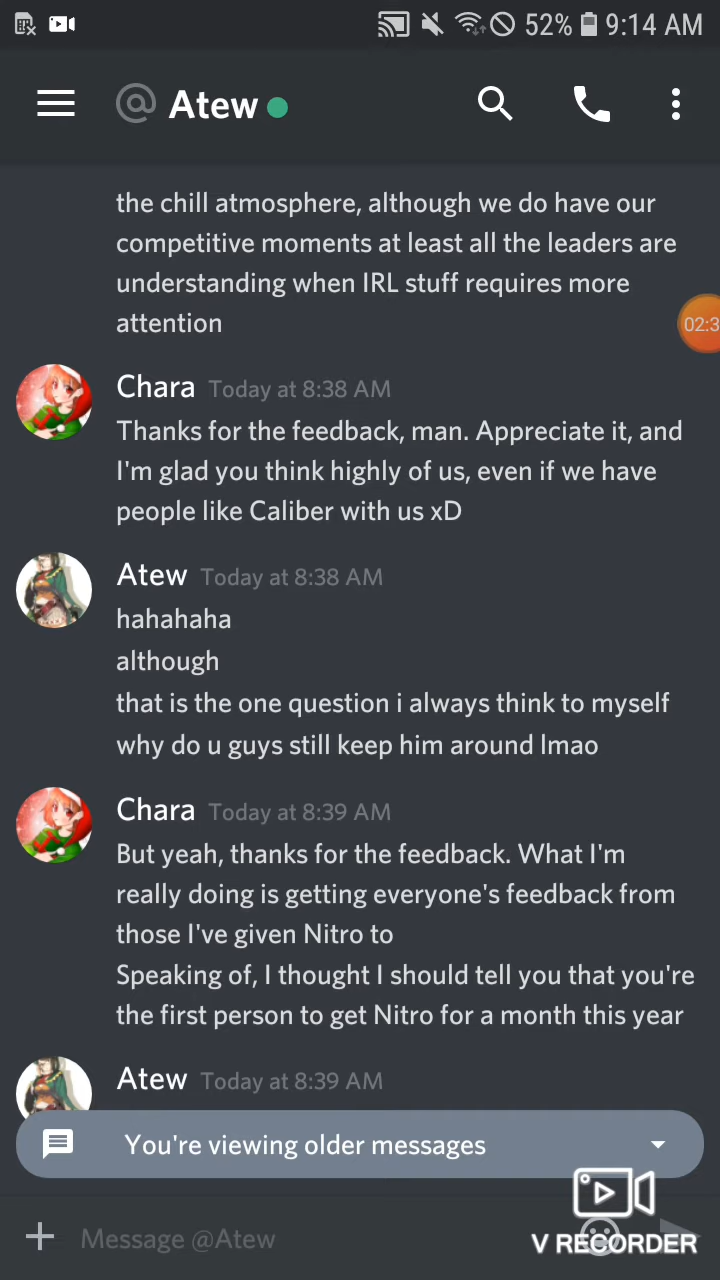 52% 9:14 AM
@ Atew
the chill atmosphere, although we do have our
competitive moments at least all the leaders are
understanding when IRL stuff requires more
attention
02:3
Chara Today at 8:38 AM
Thanks for the feedback, man. Appreciate it, and
I'm glad you think highly of us, even if we have
people like Caliber with us xD
Atew Today at 8:38 AM
hahahaha
although
that is the one question i always think to myself
why do u guys still keep him around lmao
Chara Today at 8:39 AM
But yeah, thanks for the feedback. What I'm
really doing is getting everyone's feedback from
those I've given Nitro to
Speaking of, I thought I should tell you that you're
the first person to get Nitro for a month this year
Atew Today at 8:39 AM
You're viewing older messages
Message @Atew
V RECORDER